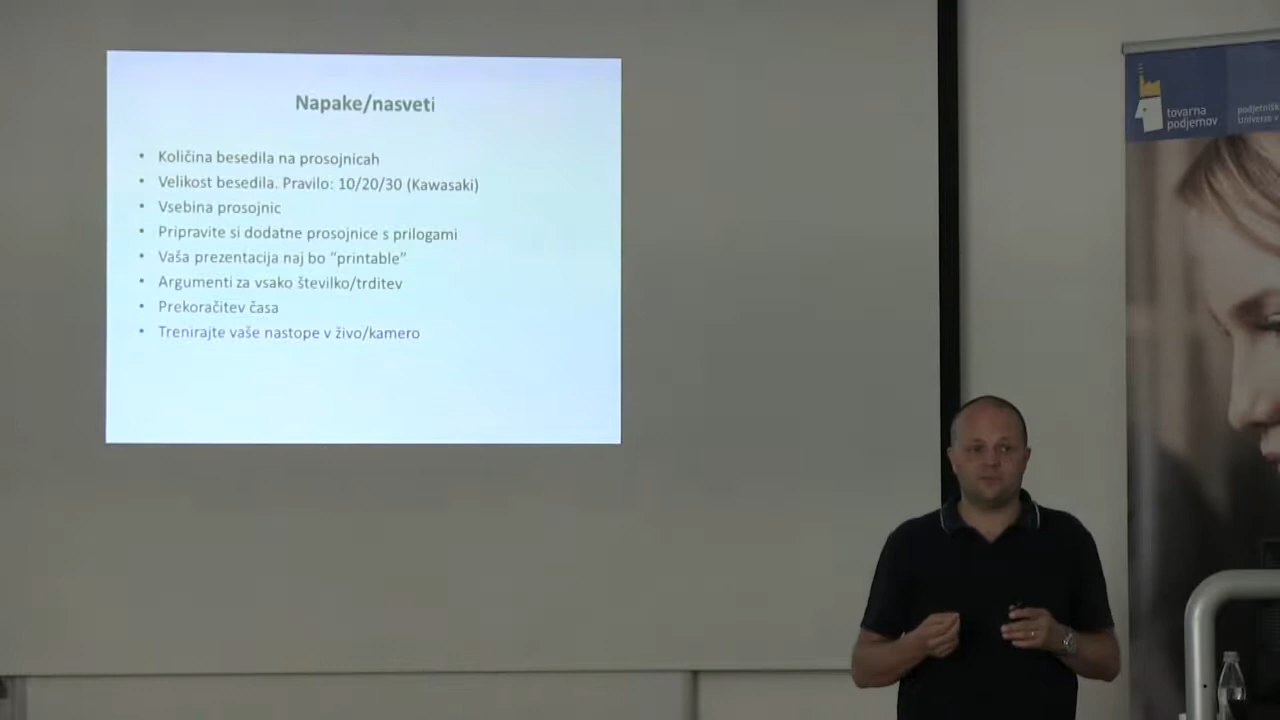 Napake/nasveti
• Količina besedila na prosojnicah
• Velikost besedila. Pravilo: 10/20/30 (Kawasaki)
• Vsebina prosojnic
• Pripravite si dodatne prosojnice s prilogami
• Vaša prezentacija naj bo “printable”
• Argumenti za vsako številko/trditev
• Prekoračitev časa
• Trenirajte vaše nastope v živo/kamero
tovarna
podjemov
podjetnišk
Univerze v